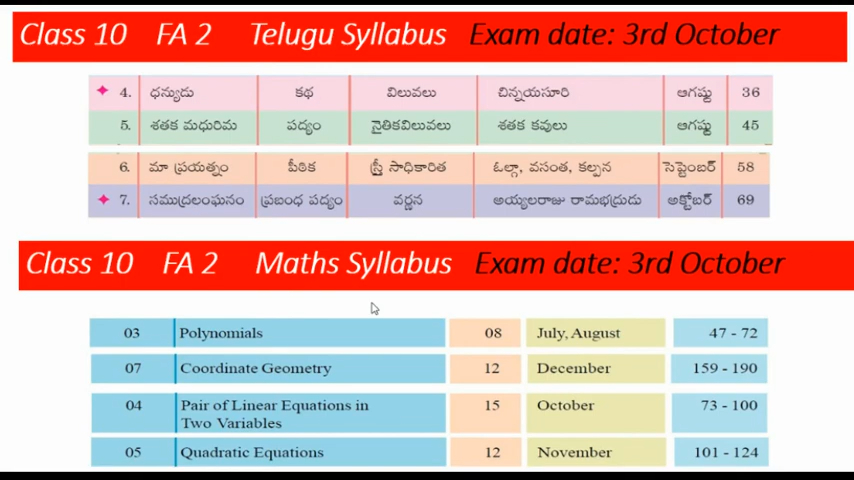 Class 10 FA 2 Telugu Syllabus Exam date: 3rd October
4. ధన్యుడు కథ విలువలు చిన్నయసూరి ఆగష్టు 36
5. శతక మధురిమ పద్యం నైతికవిలువలు శతక కవులు ఆగష్టు 45
6. మా ప్రయత్నం పీఠిక స్త్రీ సాధికారిత ఓల్గా, వసంత, కల్పన సెప్టెంబర్ 58
7. సముద్రలంఘనం ప్రబంధ పద్యం వర్ణన అయ్యలరాజు రామభద్రుడు అక్టోబర్ 69
Class 10 FA 2 Maths Syllabus Exam date: 3rd October
03 Polynomials 08 July, August 47 - 72
07 Coordinate Geometry 12 December 159 - 190
04 Pair of Linear Equations in 15 October 73 - 100
Two Variables
05 Quadratic Equations 12 November 101 - 124